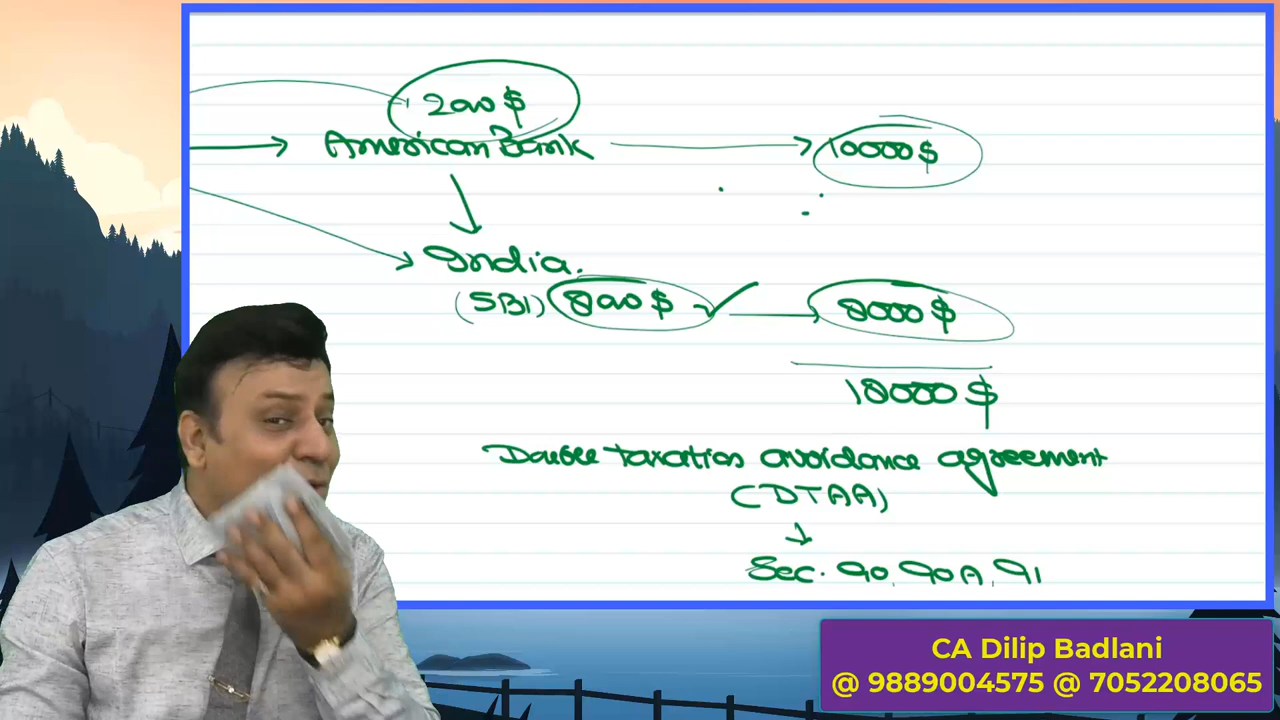 200 $
American Bank
10000 $
India.
(SBI) 800 $
8000 $
18000 $
Double taxation avoidance agreement
(DTAA)
Sec. 90, 90A, 91
CA Dilip Badlani
@ 9889004575 @ 7052208065